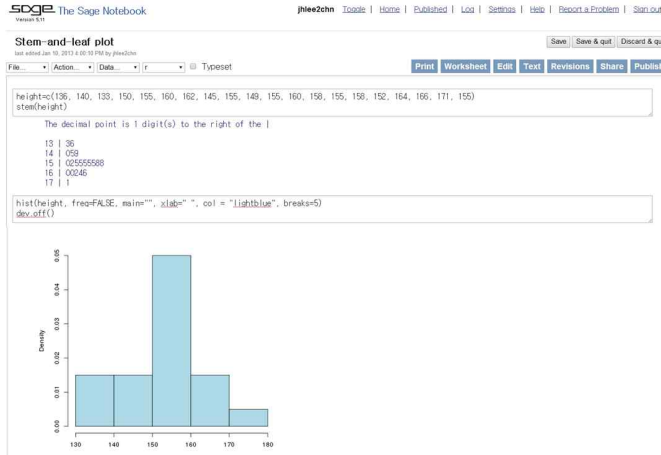 SDGE The Sage Notebook
Version 5.11
jhlee2chn Toggle | Home | Published | Log | Settings | Help | Report a Problem | Sign out
Stem-and-leaf plot
last edited Jan 10, 2013 4:00:10 PM by jhlee2chn
Save Save & quit Discard & qu
File... Action... Data... r Typeset
Print Worksheet Edit Text Revisions Share Publis
height=c(136, 140, 133, 150, 155, 160, 162, 145, 155, 149, 155, 160, 158, 155, 158, 152, 164, 166, 171, 155)
stem(height)
The decimal point is 1 digit(s) to the right of the |
13 | 36
14 | 059
15 | 025555588
16 | 00246
17 | 1
hist(height, freq=FALSE, main="", xlab=" ", col = "lightblue", breaks=5)
dev.off()
0.05
0.04
0.03
0.02
0.01
0.00
Density
130 140 150 160 170 180